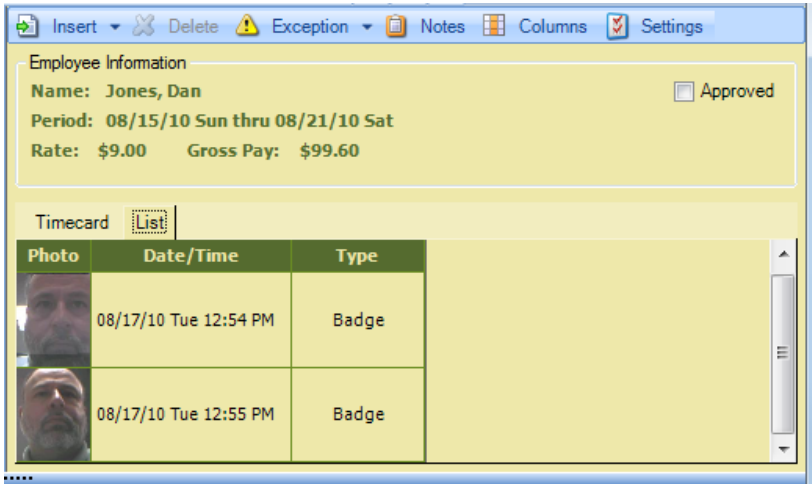 Insert Delete Exception Notes Columns Settings
Employee Information
Name: Jones, Dan
Approved
Period: 08/15/10 Sun thru 08/21/10 Sat
Rate: $9.00 Gross Pay: $99.60
Timecard List
Photo Date/Time Type
08/17/10 Tue 12:54 PM Badge
08/17/10 Tue 12:55 PM Badge